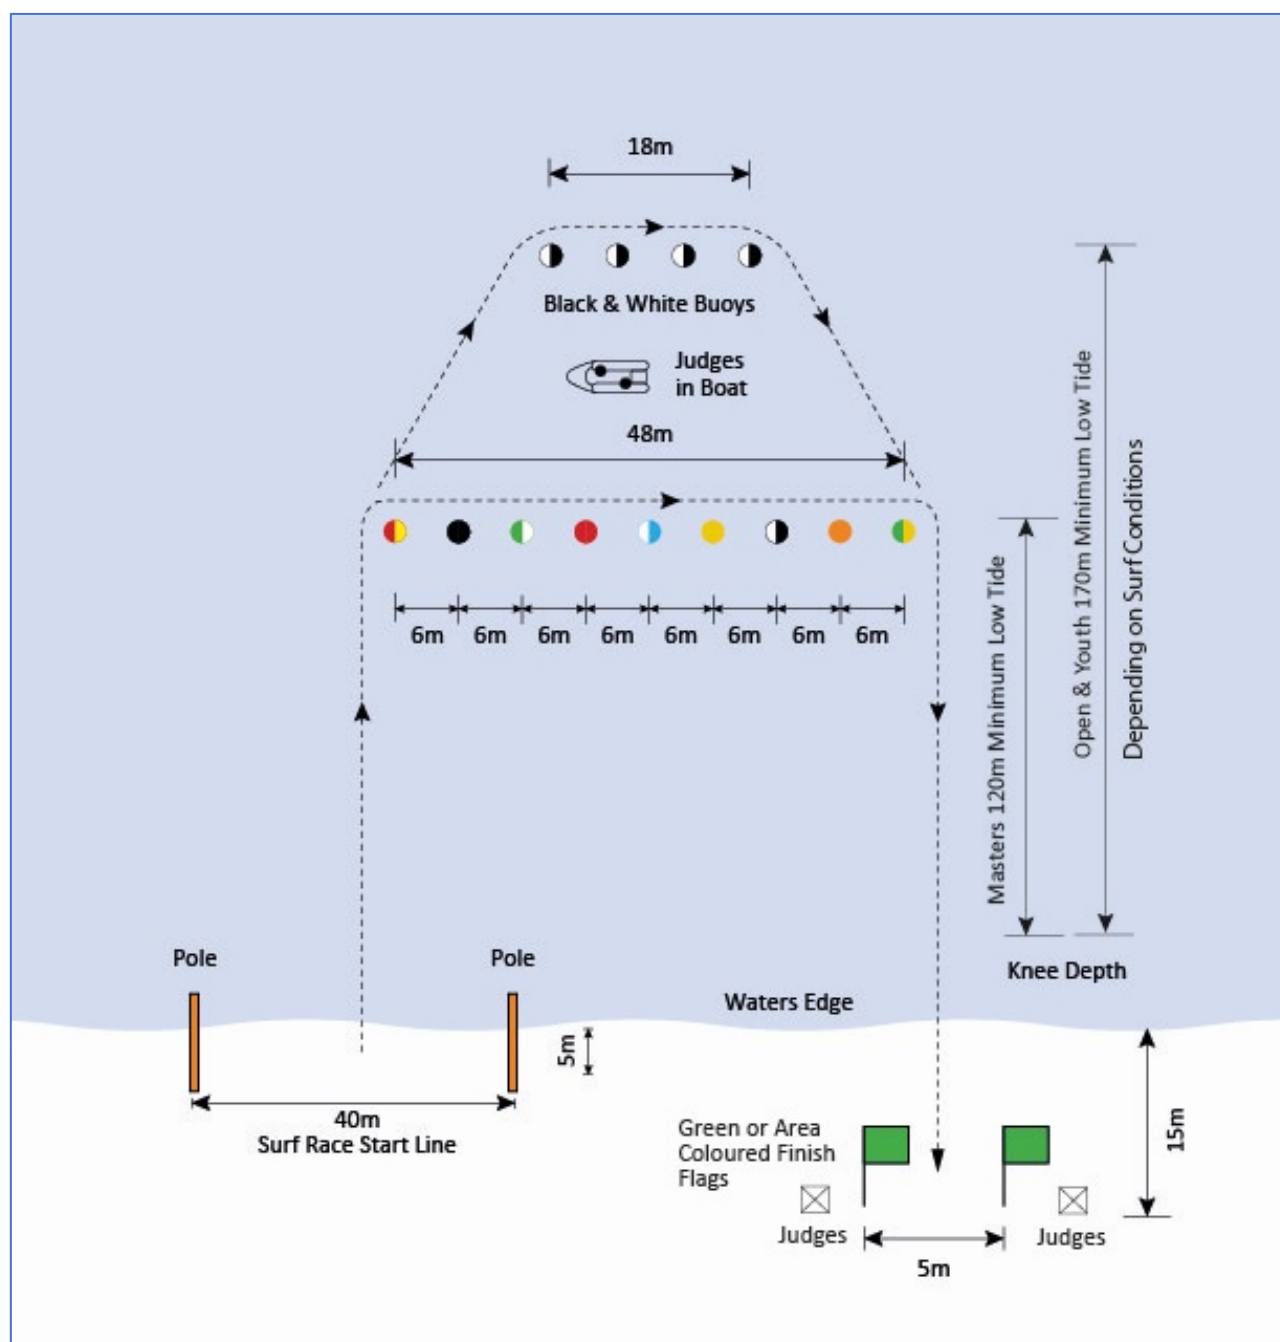 18m
Black & White Buoys
Judges
in Boat
48m
6m 6m 6m 6m 6m 6m 6m 6m
Masters 120m Minimum Low Tide
Open & Youth 170m Minimum Low Tide
Depending on Surf Conditions
Pole
Pole
Knee Depth
Waters Edge
5m
40m
Surf Race Start Line
Green or Area
Coloured Finish
Flags
15m
Judges
Judges
5m